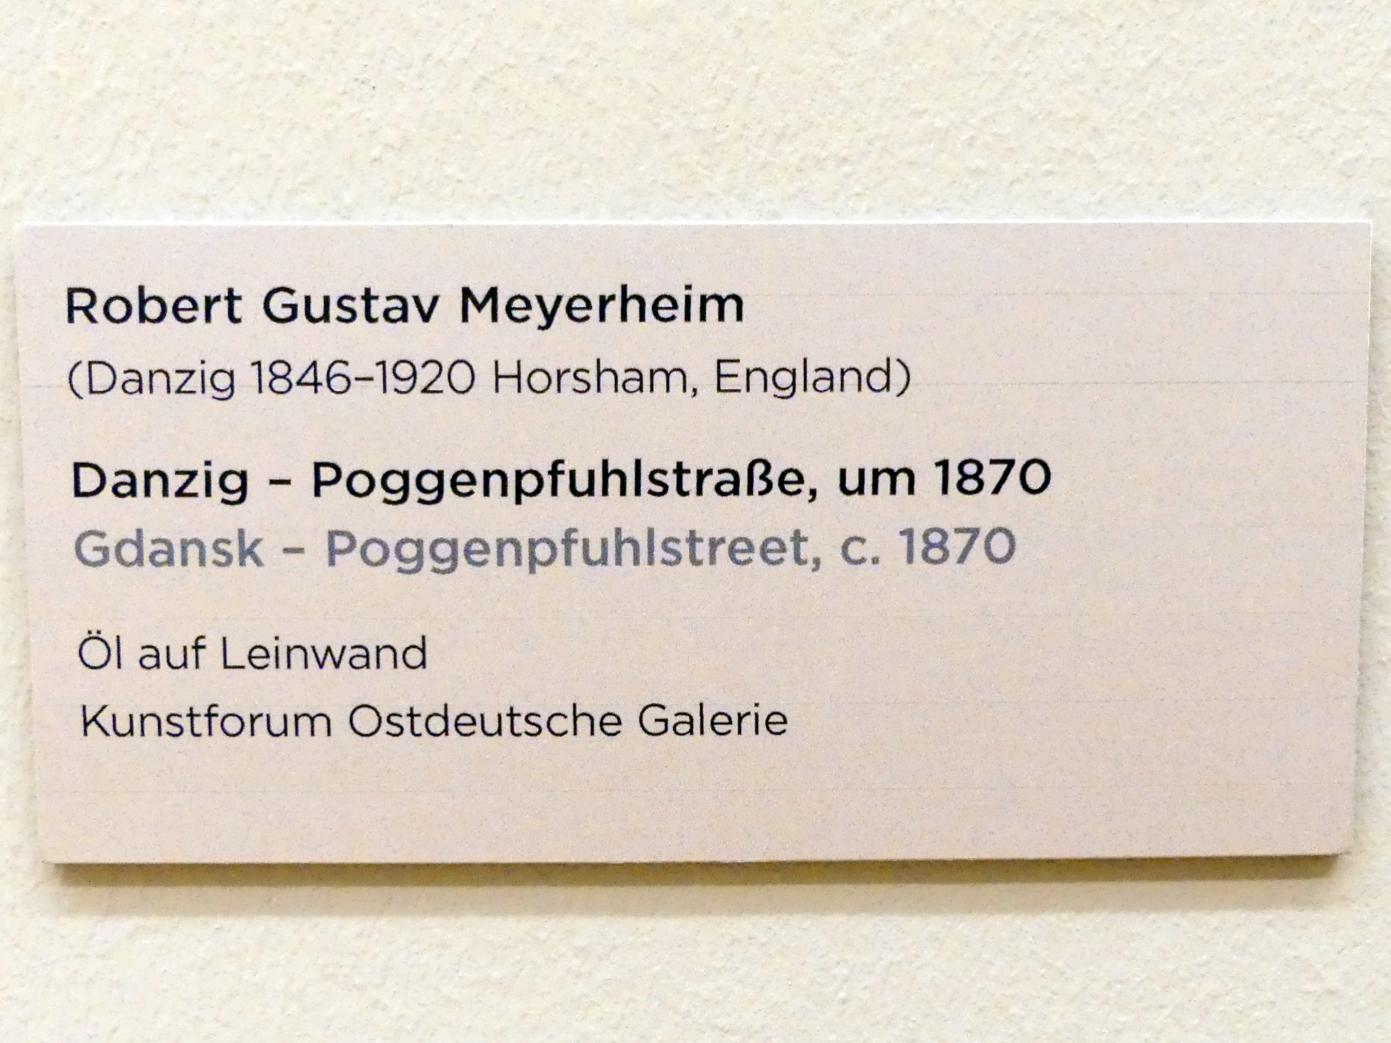 Robert Gustav Meyerheim
(Danzig 1846–1920 Horsham, England)
Danzig – Poggenpfuhlstraße, um 1870
Gdansk – Poggenpfuhlstreet, c. 1870
Öl auf Leinwand
Kunstforum Ostdeutsche Galerie